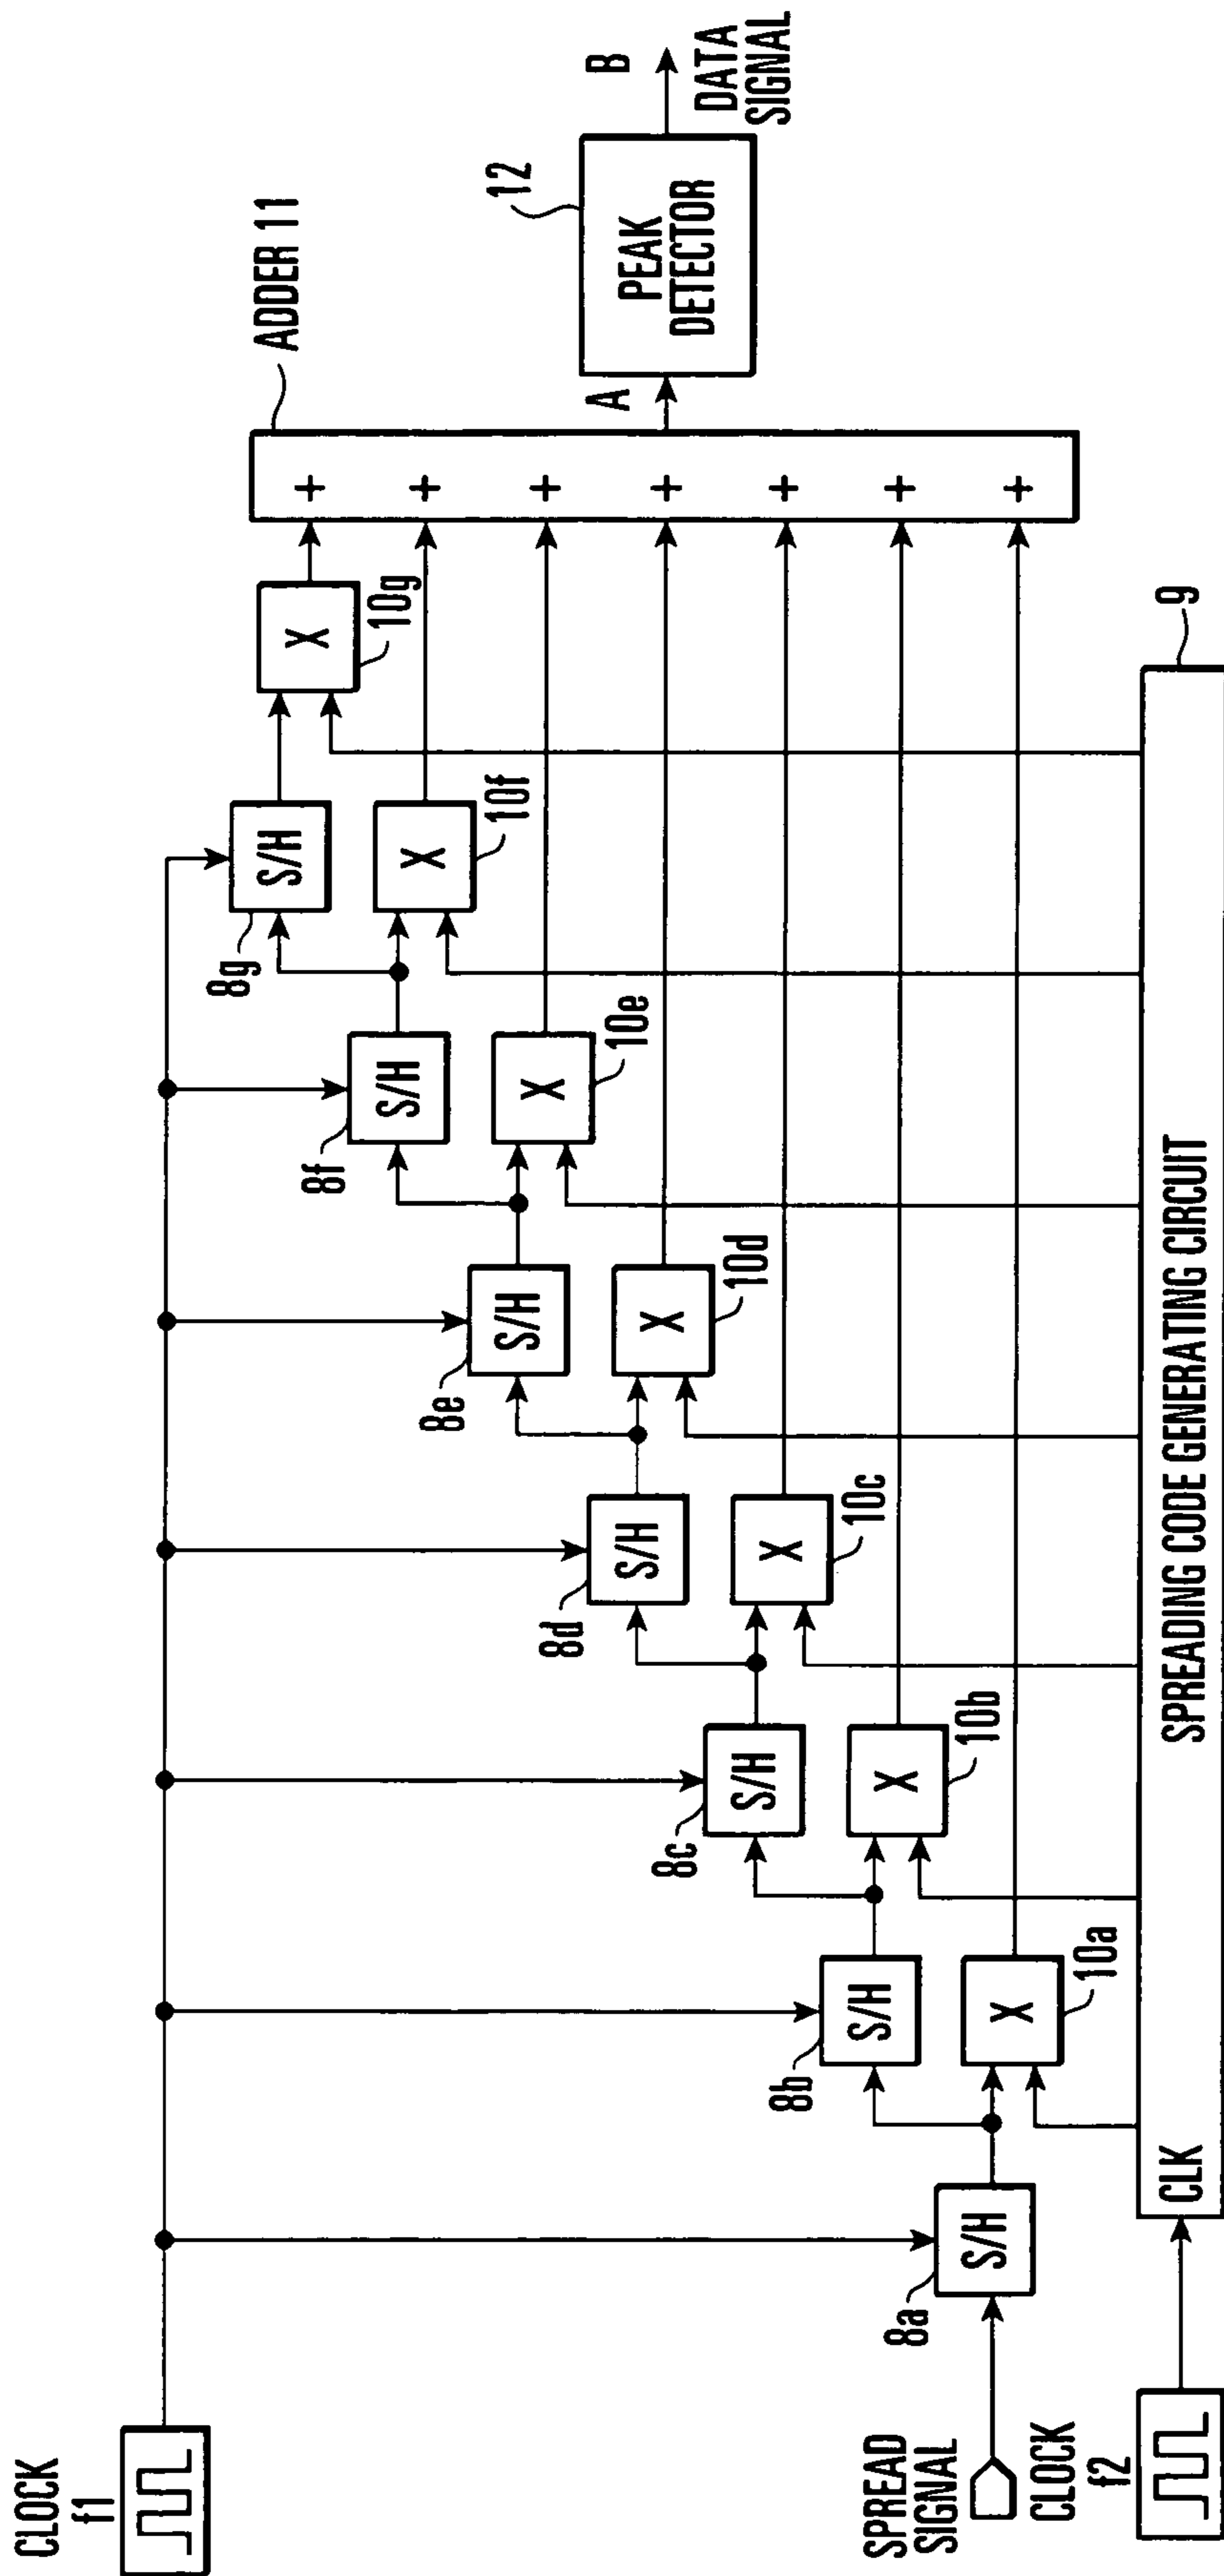 CLOCK
f1
ADDER 11
8g
S/H
X
10g
8f
S/H
X
10f
8e
S/H
X
10e
8d
S/H
X
10d
8c
S/H
X
10c
8b
S/H
X
10b
8a
S/H
X
10a
+
+
+
+
+
+
+
A
12
PEAK
DETECTOR
B
DATA
SIGNAL
SPREAD
SIGNAL
CLOCK
f2
CLK
SPREADING CODE GENERATING CIRCUIT
9